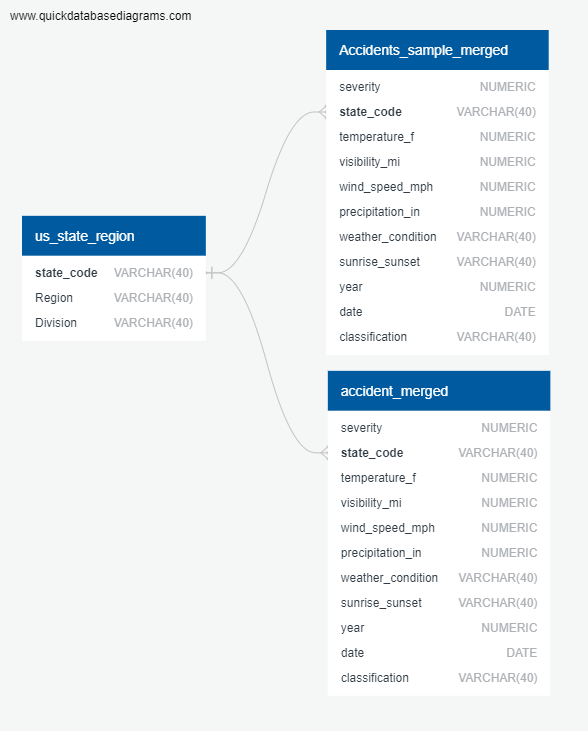 www.quickdatabasediagrams.com
Accidents_sample_merged
severity NUMERIC
state_code VARCHAR(40)
temperature_f NUMERIC
visibility_mi NUMERIC
wind_speed_mph NUMERIC
precipitation_in NUMERIC
weather_condition VARCHAR(40)
sunrise_sunset VARCHAR(40)
year NUMERIC
date DATE
classification VARCHAR(40)
us_state_region
state_code VARCHAR(40)
Region VARCHAR(40)
Division VARCHAR(40)
accident_merged
severity NUMERIC
state_code VARCHAR(40)
temperature_f NUMERIC
visibility_mi NUMERIC
wind_speed_mph NUMERIC
precipitation_in NUMERIC
weather_condition VARCHAR(40)
sunrise_sunset VARCHAR(40)
year NUMERIC
date DATE
classification VARCHAR(40)